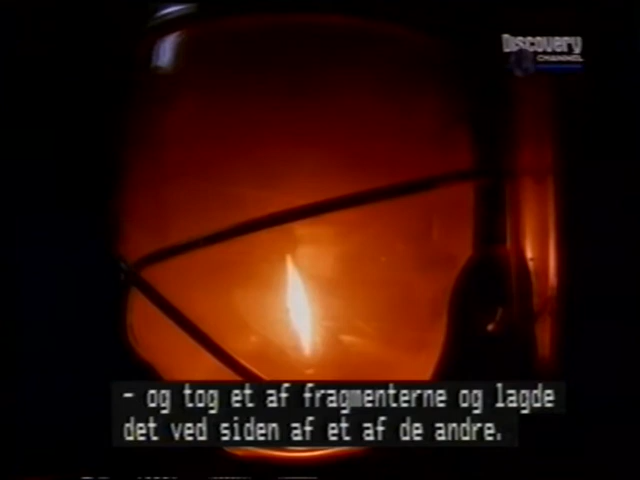 Discovery
CHANNEL
- og tog et af fragmenterne og lagde
det ved siden af et af de andre.